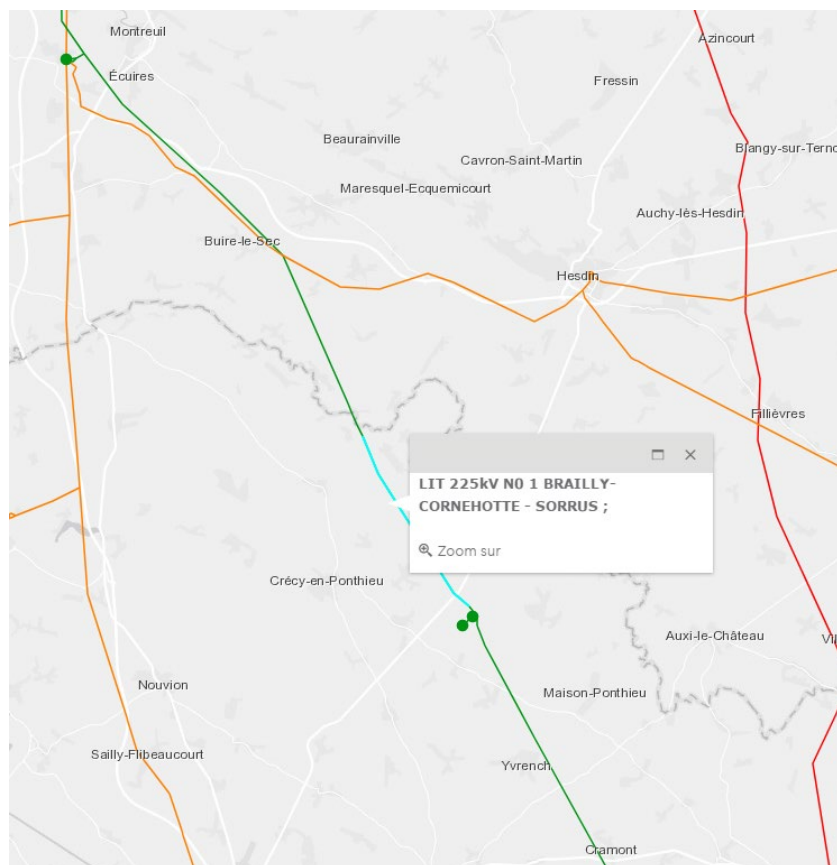 Montreuil
Azincourt
Écuires
Fressin
Beaurainville
Blangy-sur-Terno
Cavron-Saint-Martin
Maresquel-Ecquemicourt
Auchy-lès-Hesdin
Buire-le-Sec
Hesdin
Fillièvres
LIT 225kV N0 1 BRAILLY-
CORNEHOTTE - SORRUS ;
Zoom sur
Crécy-en-Ponthieu
Auxi-le-Château
Nouvion
Maison-Ponthieu
Sailly-Flibeaucourt
Yvrench
Cramont